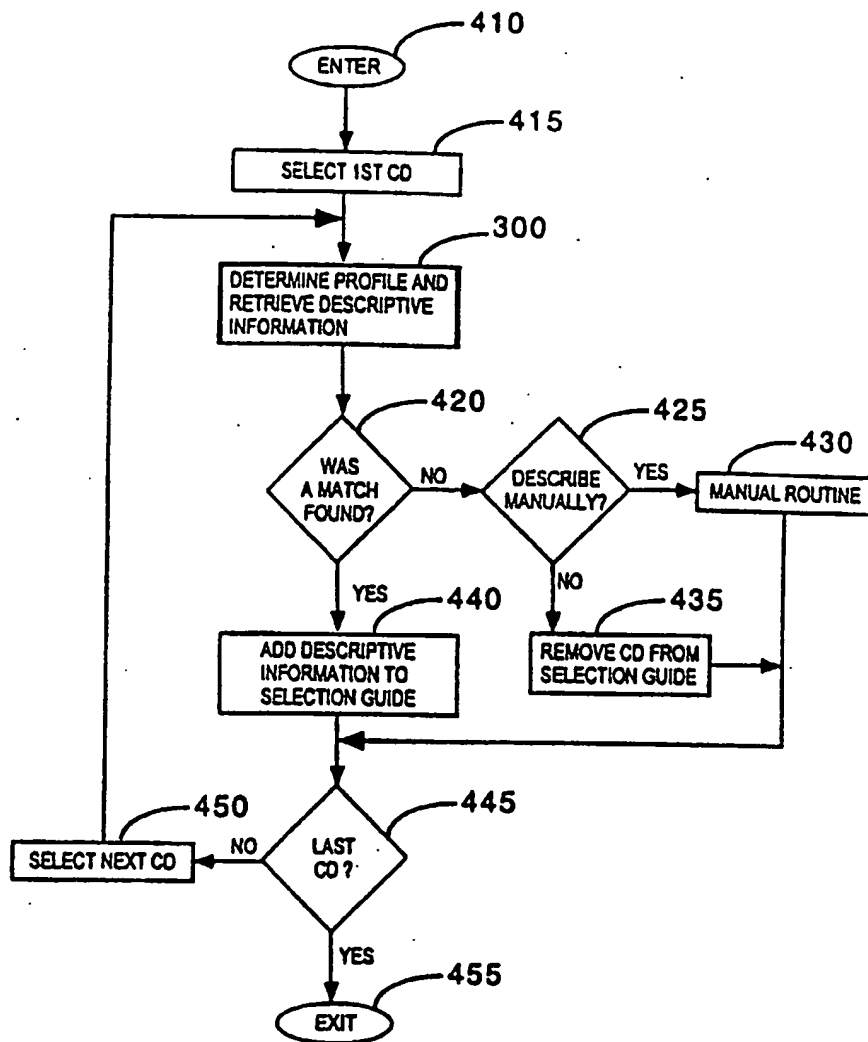 410
ENTER
415
SELECT 1ST CD
300
DETERMINE PROFILE AND
RETRIEVE DESCRIPTIVE
INFORMATION
420
WAS
A MATCH
FOUND?
NO
425
DESCRIBE
MANUALLY?
YES
430
MANUAL ROUTINE
NO
435
REMOVE CD FROM
SELECTION GUIDE
YES
440
ADD DESCRIPTIVE
INFORMATION TO
SELECTION GUIDE
445
LAST
CD ?
NO
450
SELECT NEXT CD
YES
455
EXIT